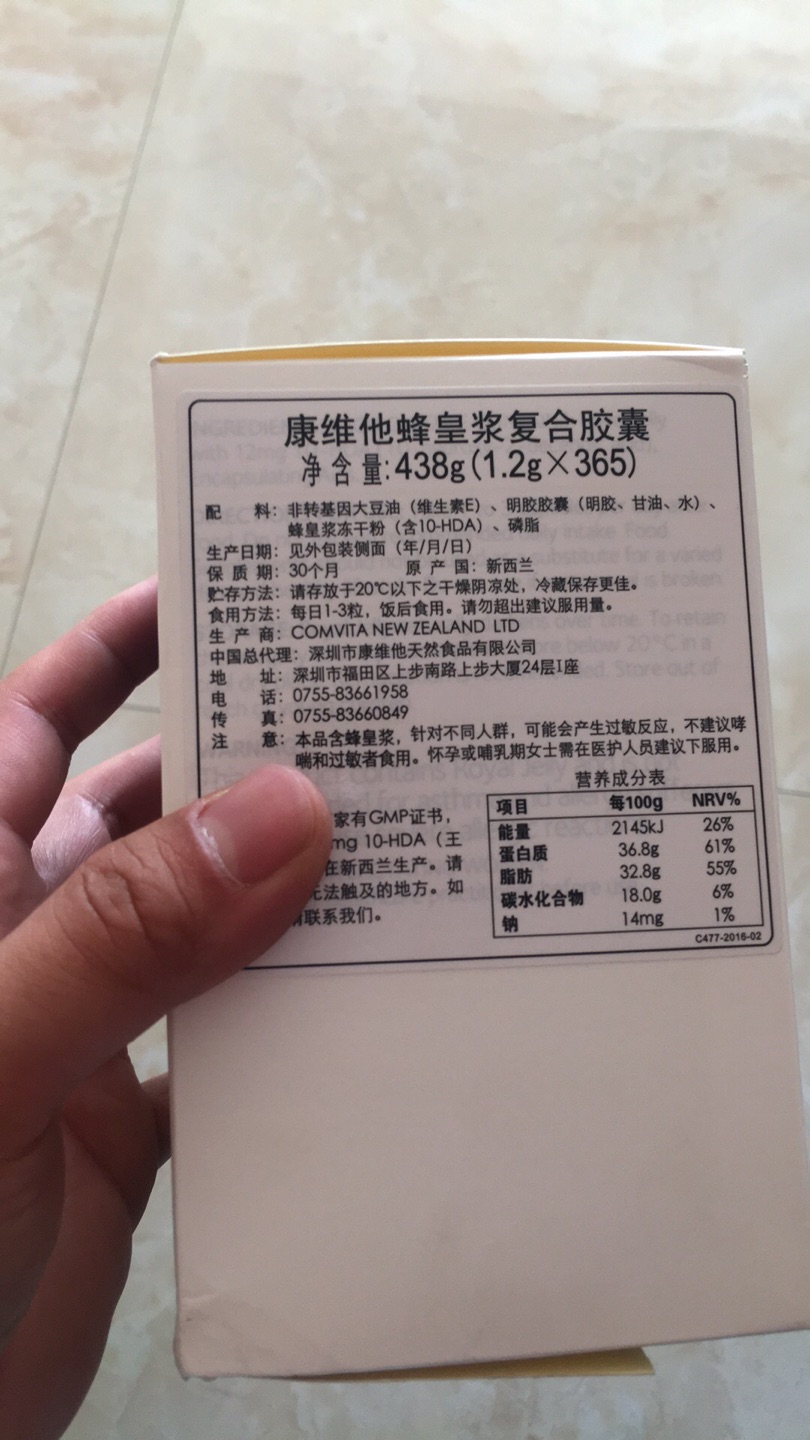 康维他蜂皇浆复合胶囊
净含量:438g(1.2g×365)
配 料: 非转基因大豆油(维生素E)、明胶胶囊(明胶、甘油、水)、
蜂皇浆冻干粉(含10-HDA)、磷脂
生产日期: 见外包装侧面(年/月/日)
保 质 期: 30个月 原 产 国: 新西兰
贮存方法: 请存放于20℃以下之干燥阴凉处，冷藏保存更佳。
食用方法: 每日1-3粒，饭后食用。请勿超出建议服用量。
生 产 商: COMVITA NEW ZEALAND LTD
中国总代理: 深圳市康维他天然食品有限公司
地 址: 深圳市福田区上步南路上步大厦24层I座
电 话: 0755-83661958
传 真: 0755-83660849
注 意: 本品含蜂皇浆，针对不同人群，可能会产生过敏反应，不建议哮
喘和过敏者食用。怀孕或哺乳期女士需在医护人员建议下服用。
家有GMP证书，
mg 10-HDA（王
在新西兰生产。请
无法触及的地方。如
联系我们。
营养成分表
项目 每100g NRV%
能量 2145kJ 26%
蛋白质 36.8g 61%
脂肪 32.8g 55%
碳水化合物 18.0g 6%
钠 14mg 1%
C477-2016-02